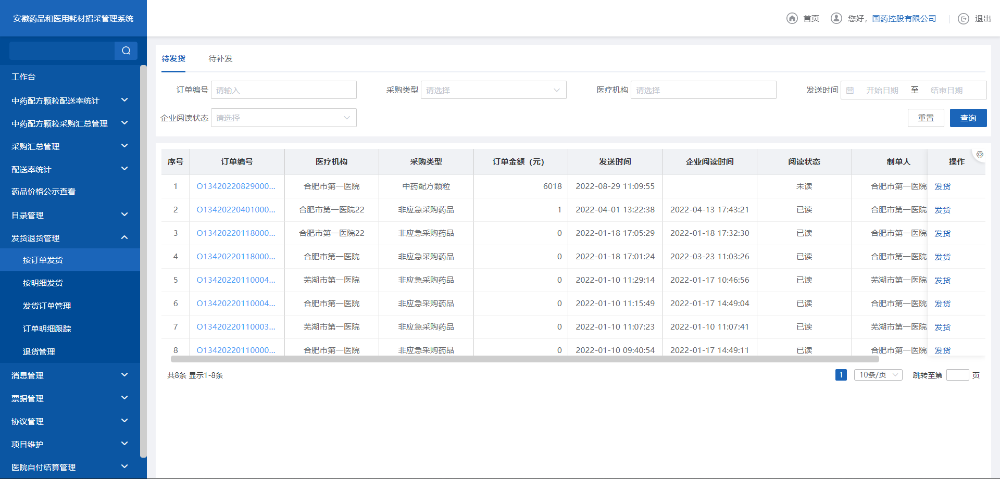 安徽药品和医用耗材招采管理系统
首页
您好，国药控股有限公司
退出
工作台
中药配方颗粒配送率统计
中药配方颗粒采购汇总管理
采购汇总管理
配送率统计
药品价格公示查看
目录管理
发货退货管理
按订单发货
按明细发货
发货订单管理
订单明细跟踪
退货管理
消息管理
票据管理
协议管理
项目维护
医院自付结算管理
待发货 待补发
订单编号 请输入 采购类型 请选择 医疗机构 请选择 发送时间 开始日期 至 结束日期
企业阅读状态 请选择 重置 查询
序号 订单编号 医疗机构 采购类型 订单金额（元） 发送时间 企业阅读时间 阅读状态 制单人 操作
1 O13420220829000... 合肥市第一医院 中药配方颗粒 6018 2022-08-29 11:09:55 未读 合肥市第一医院 发货
2 O13420220401000... 合肥市第一医院22 非应急采购药品 1 2022-04-01 13:22:38 2022-04-13 17:43:21 已读 合肥市第一医院 发货
3 O13420220118000... 合肥市第一医院22 非应急采购药品 0 2022-01-18 17:05:29 2022-01-18 17:32:30 已读 合肥市第一医院 发货
4 O13420220118000... 合肥市第一医院 非应急采购药品 0 2022-01-18 17:01:24 2022-03-23 11:03:26 已读 合肥市第一医院 发货
5 O13420220110004... 芜湖市第一医院 非应急采购药品 0 2022-01-10 11:29:14 2022-01-17 10:46:56 已读 芜湖市第一医院 发货
6 O13420220110004... 合肥市第一医院 非应急采购药品 0 2022-01-10 11:15:49 2022-01-17 14:49:04 已读 合肥市第一医院 发货
7 O13420220110003... 芜湖市第一医院 非应急采购药品 0 2022-01-10 11:07:23 2022-01-10 11:07:41 已读 芜湖市第一医院 发货
8 O13420220110000... 合肥市第一医院 非应急采购药品 0 2022-01-10 09:40:54 2022-01-17 14:49:11 已读 合肥市第一医院 发货
共8条 显示1-8条 1 10条/页 跳转至第 页